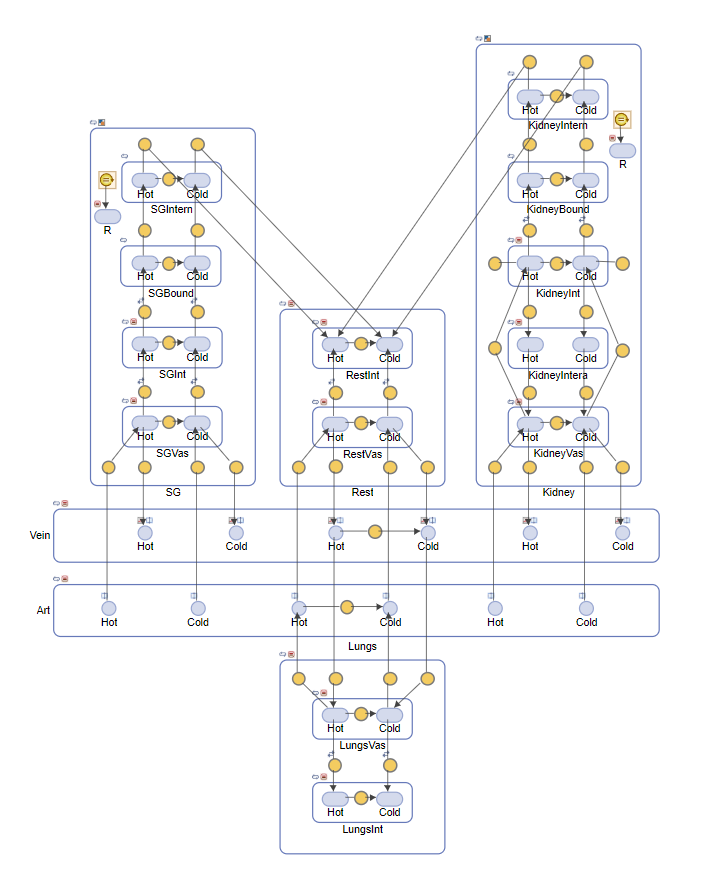 Hot Cold
KidneyIntern
R
Hot Cold
SGIntern
R
Hot Cold
KidneyBound
Hot Cold
SGBound
Hot Cold
KidneyInt
Hot Cold
SGInt
Hot Cold
RestInt
Hot Cold
KidneyIntera
Hot Cold
SGVas
Hot Cold
RestVas
Hot Cold
KidneyVas
SG
Rest
Kidney
Vein
Hot Cold Hot Cold Hot Cold
Art
Hot Cold Hot Cold Hot Cold
Lungs
Hot Cold
LungsVas
Hot Cold
LungsInt